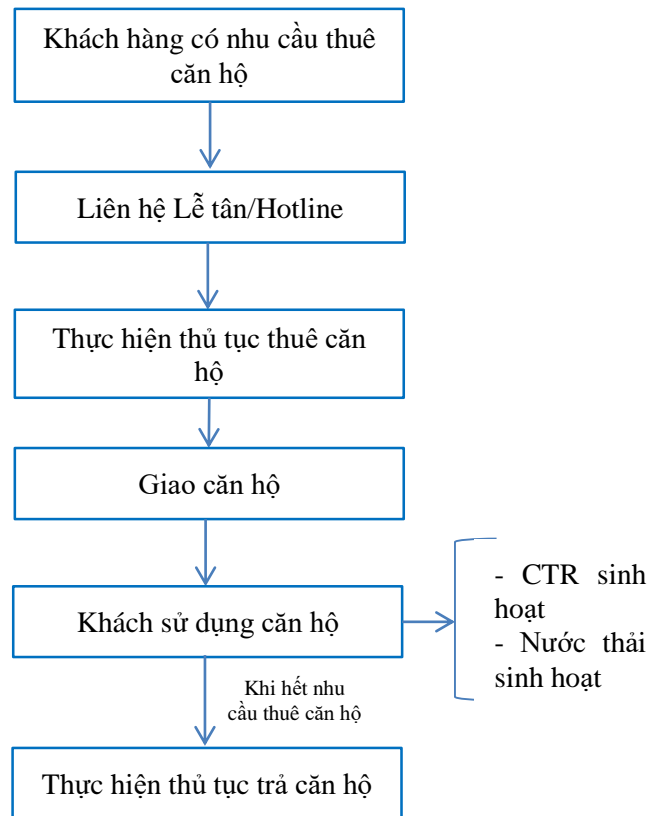 Khách hàng có nhu cầu thuê
căn hộ
Liên hệ Lễ tân/Hotline
Thực hiện thủ tục thuê căn
hộ
Giao căn hộ
Khách sử dụng căn hộ
- CTR sinh
hoạt
- Nước thải
sinh hoạt
Khi hết nhu
cầu thuê căn hộ
Thực hiện thủ tục trả căn hộ